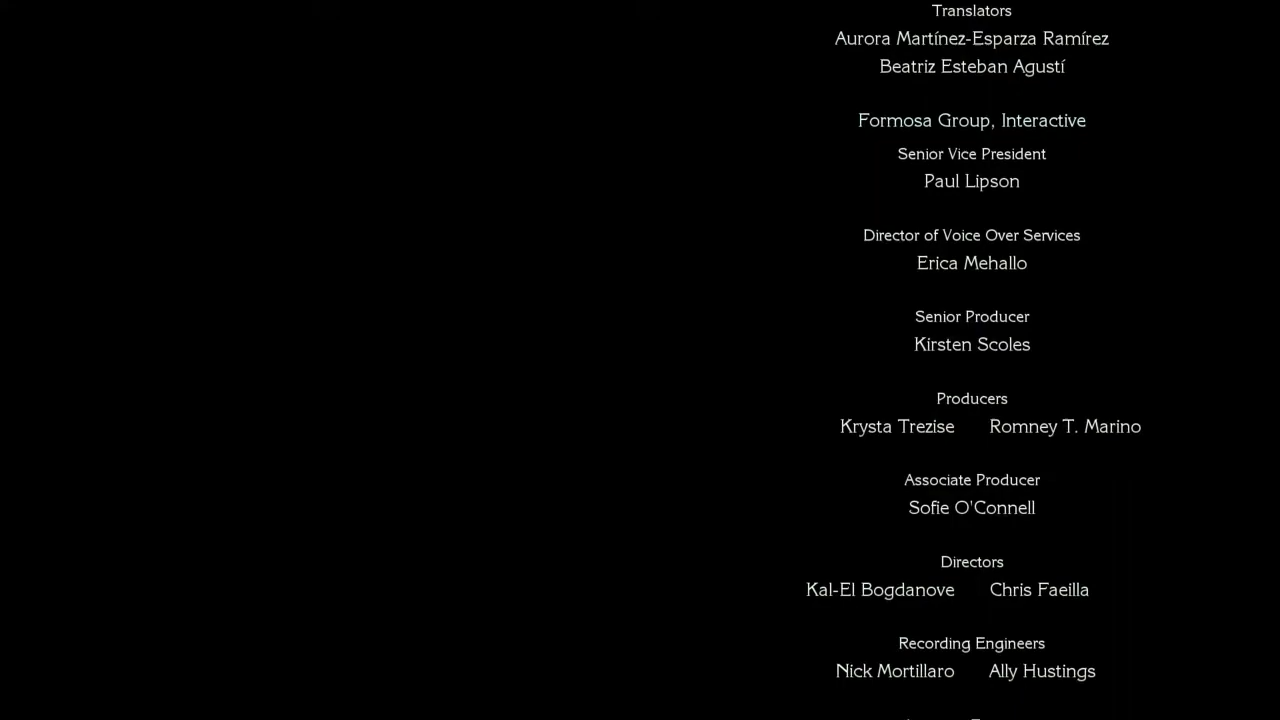 Translators
Aurora Martínez-Esparza Ramírez
Beatriz Esteban Agustí
Formosa Group, Interactive
Senior Vice President
Paul Lipson
Director of Voice Over Services
Erica Mehallo
Senior Producer
Kirsten Scoles
Producers
Krysta Trezise Romney T. Marino
Associate Producer
Sofie O'Connell
Directors
Kal-El Bogdanove Chris Faeilla
Recording Engineers
Nick Mortillaro Ally Hustings